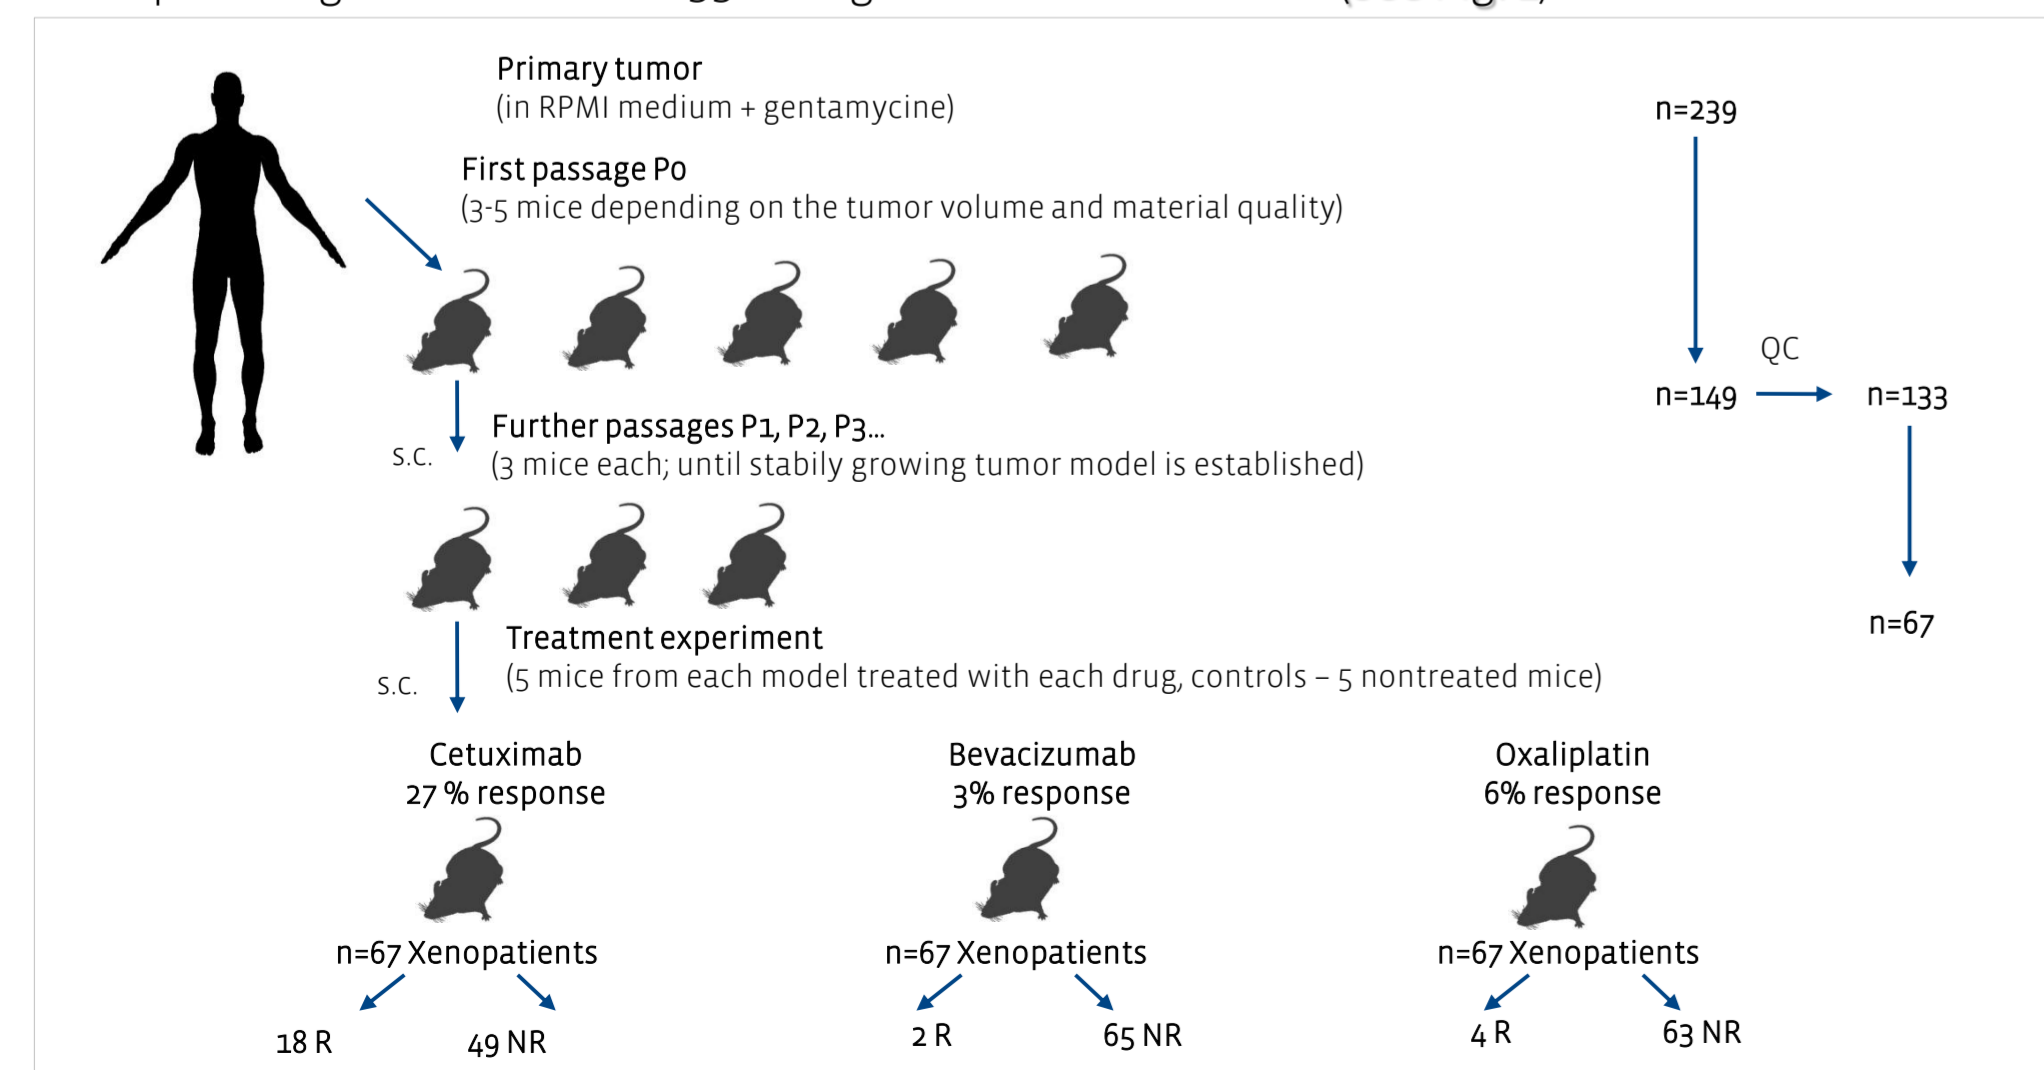 Primary tumor
(in RPMI medium + gentamycine)
n=239
First passage P0
(3-5 mice depending on the tumor volume and material quality)
QC
n=149
n=133
Further passages P1, P2, P3...
s.c.
(3 mice each; until stabily growing tumor model is established)
n=67
Treatment experiment
s.c.
(5 mice from each model treated with each drug, controls – 5 nontreated mice)
Cetuximab
27 % response
Bevacizumab
3% response
Oxaliplatin
6% response
n=67 Xenopatients
n=67 Xenopatients
n=67 Xenopatients
18 R
49 NR
2 R
65 NR
4 R
63 NR